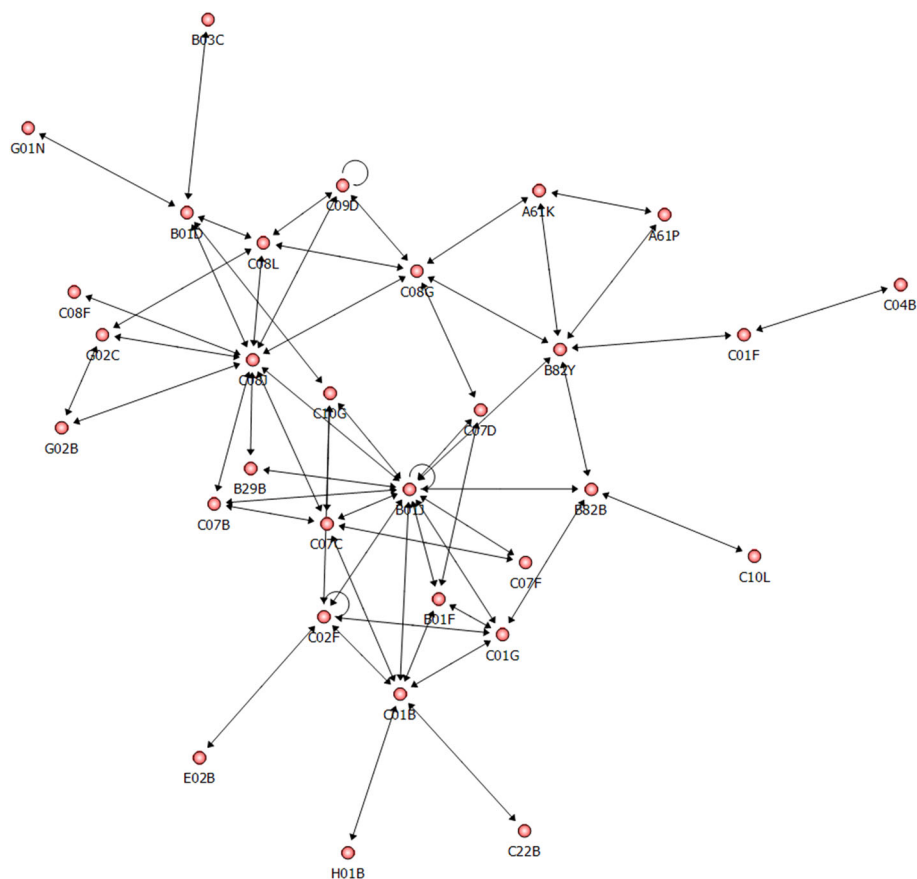 B03C
G01N
C09D
A61K
A61P
B01D
C08L
C08G
C04B
C08F
G02C
C01F
B82Y
C08J
C10G
C07D
G02B
B29B
B01J
B82B
C07B
C07C
C10L
C07F
B01F
C02F
C01G
C01B
E02B
C22B
H01B